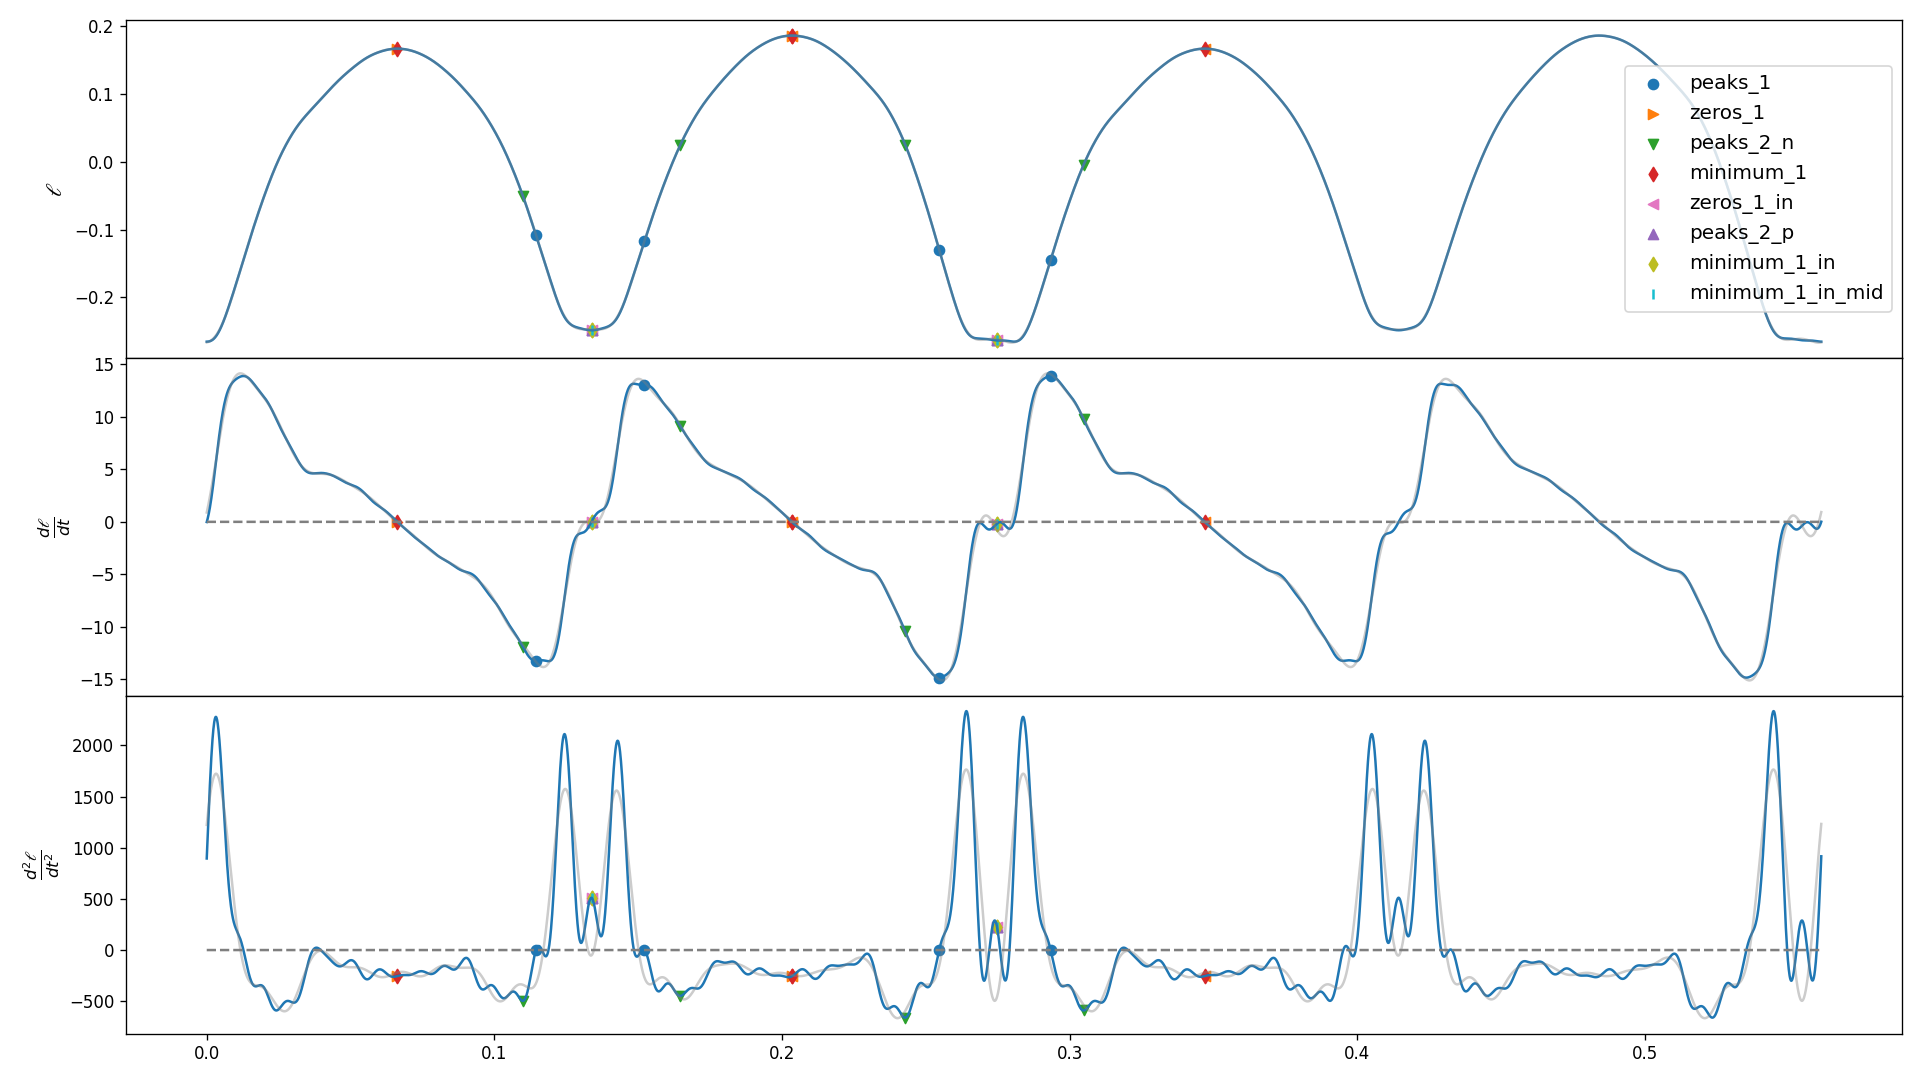 0.2
0.1
0.0
−0.1
−0.2
ℓ
peaks_1
zeros_1
peaks_2_n
minimum_1
zeros_1_in
peaks_2_p
minimum_1_in
minimum_1_in_mid
15
10
5
0
−5
−10
−15
dℓ
dt
2000
1500
1000
500
0
−500
d²ℓ
dt²
0.0 0.1 0.2 0.3 0.4 0.5